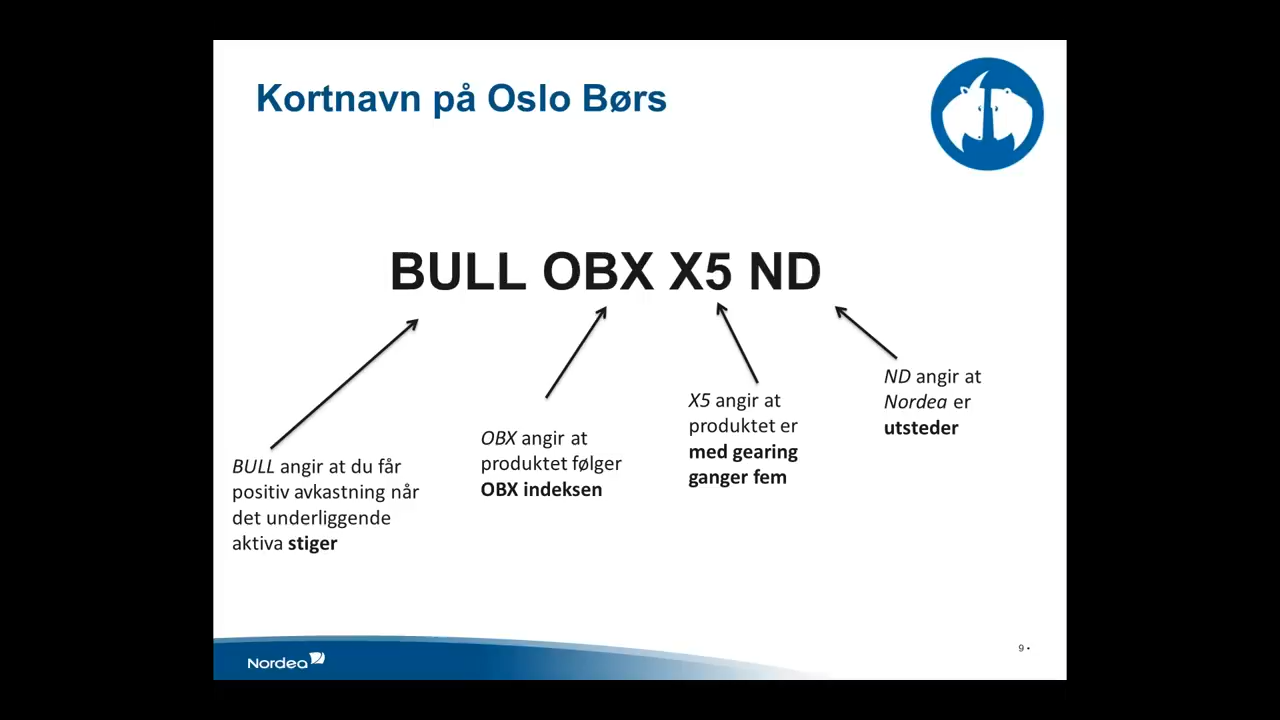 Kortnavn på Oslo Børs
BULL OBX X5 ND
BULL angir at du får
positiv avkastning når
det underliggende
aktiva stiger
OBX angir at
produktet følger
OBX indeksen
X5 angir at
produktet er
med gearing
ganger fem
ND angir at
Nordea er
utsteder
Nordea
9 •